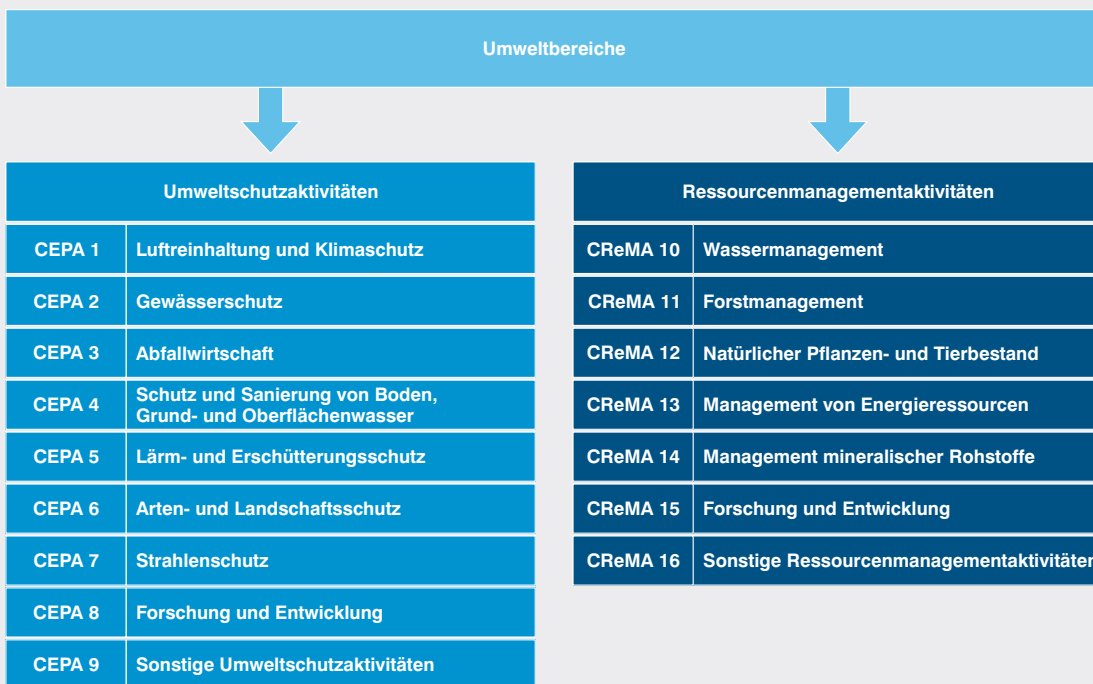 Umweltbereiche
Umweltschutzaktivitäten
CEPA 1 Luftreinhaltung und Klimaschutz
CEPA 2 Gewässerschutz
CEPA 3 Abfallwirtschaft
CEPA 4 Schutz und Sanierung von Boden,
Grund- und Oberflächenwasser
CEPA 5 Lärm- und Erschütterungsschutz
CEPA 6 Arten- und Landschaftsschutz
CEPA 7 Strahlenschutz
CEPA 8 Forschung und Entwicklung
CEPA 9 Sonstige Umweltschutzaktivitäten
Ressourcenmanagementaktivitäten
CReMA 10 Wassermanagement
CReMA 11 Forstmanagement
CReMA 12 Natürlicher Pflanzen- und Tierbestand
CReMA 13 Management von Energieressourcen
CReMA 14 Management mineralischer Rohstoffe
CReMA 15 Forschung und Entwicklung
CReMA 16 Sonstige Ressourcenmanagementaktivitäten